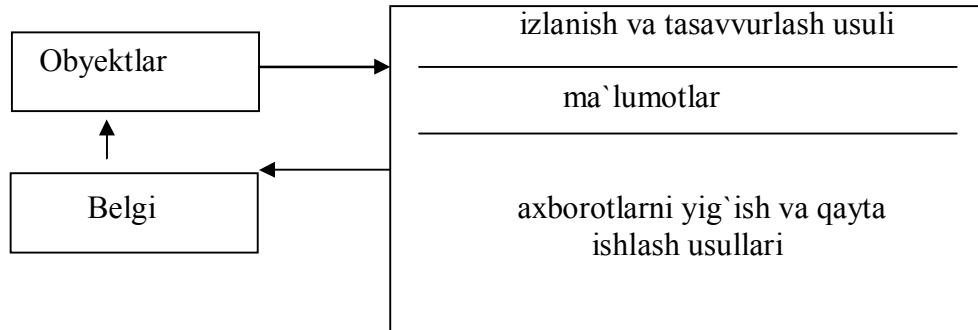 izlanish va tasavvurlash usuli
Obyektlar
ma`lumotlar
Belgi
axborotlarni yig`ish va qayta
ishlash usullari